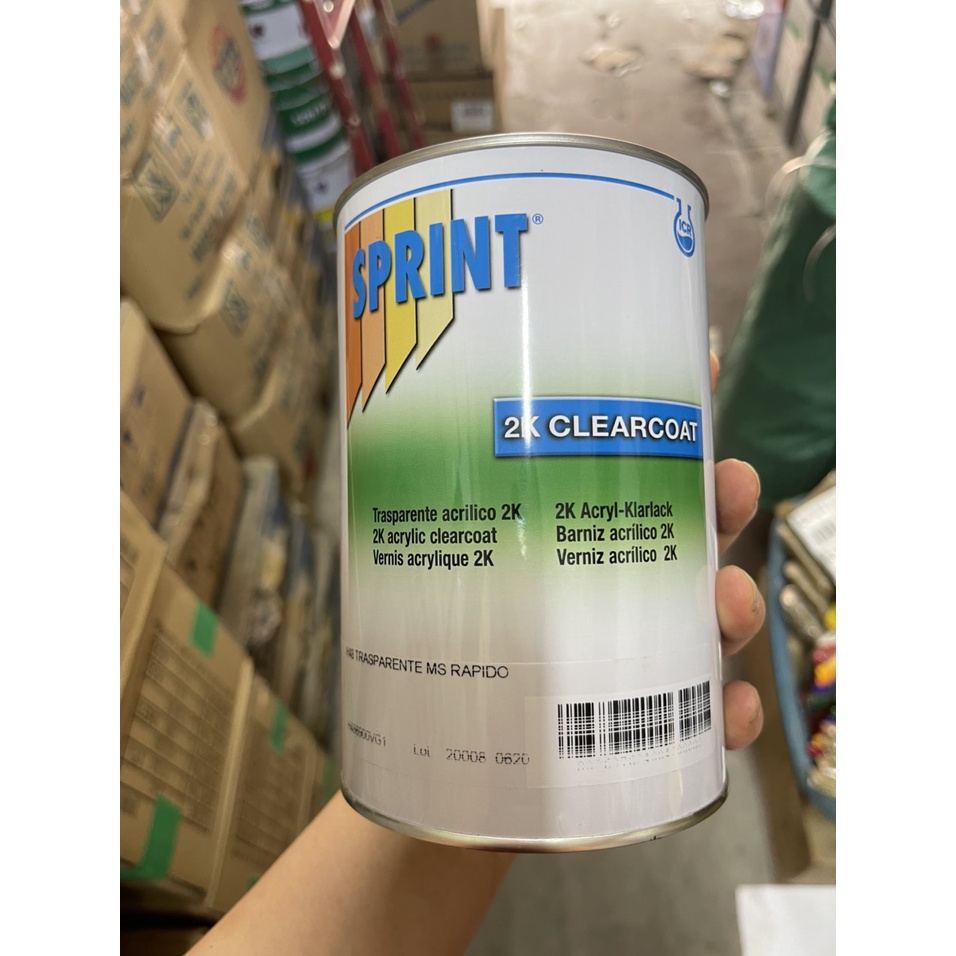 SPRINT®
ICR
2K CLEARCOAT
Trasparente acrilico 2K
2K acrylic clearcoat
Vernis acrylique 2K
2K Acryl-Klarlack
Barniz acrílico 2K
Verniz acrílico 2K
TRASPARENTE MS RAPIDO
Lot 20008 0620